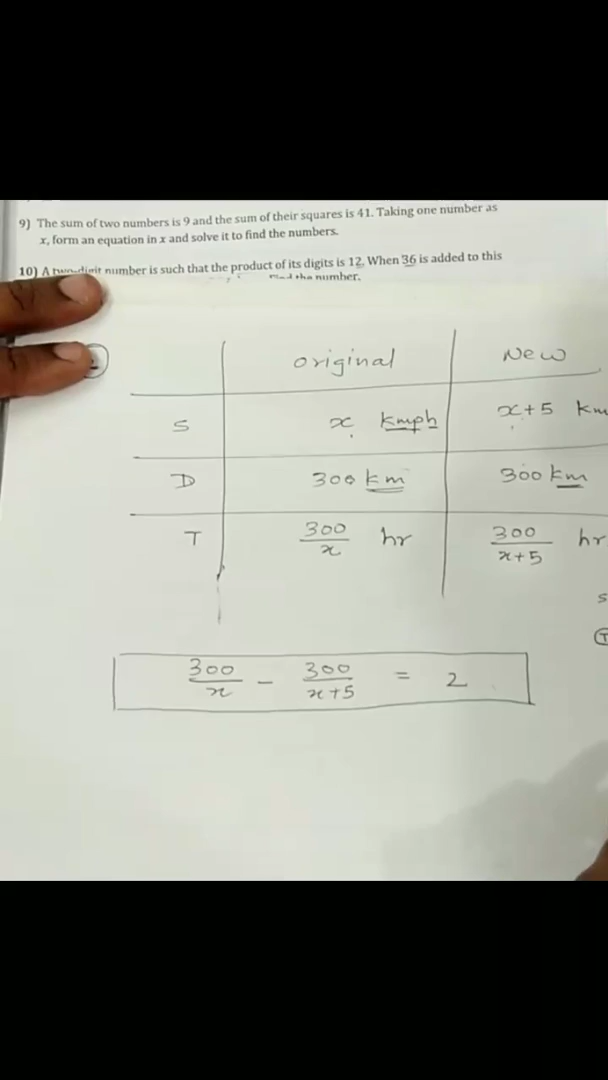 9) The sum of two numbers is 9 and the sum of their squares is 41. Taking one number as
x, form an equation in x and solve it to find the numbers.
10) A two-digit number is such that the product of its digits is 12. When 36 is added to this
the number.
original New
S x kmph x+5 km
D 300 km 300 km
T 300/x hr 300/x+5 hr
S
T
300/x - 300/x+5 = 2